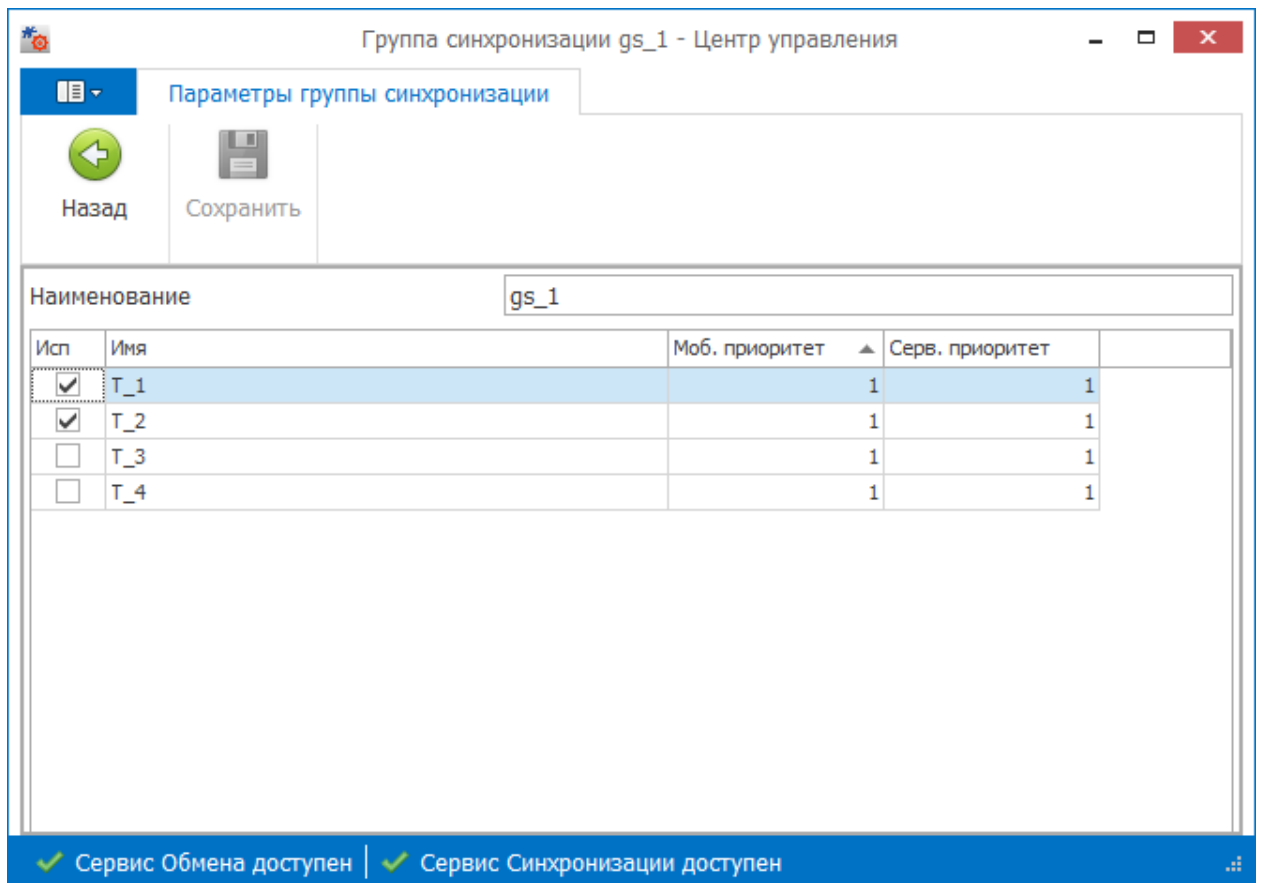 Группа синхронизации gs_1 - Центр управления
Параметры группы синхронизации
Назад Сохранить
Наименование gs_1
Исп Имя Моб. приоритет Серв. приоритет
T_1 1 1
T_2 1 1
T_3 1 1
T_4 1 1
Сервис Обмена доступен Сервис Синхронизации доступен